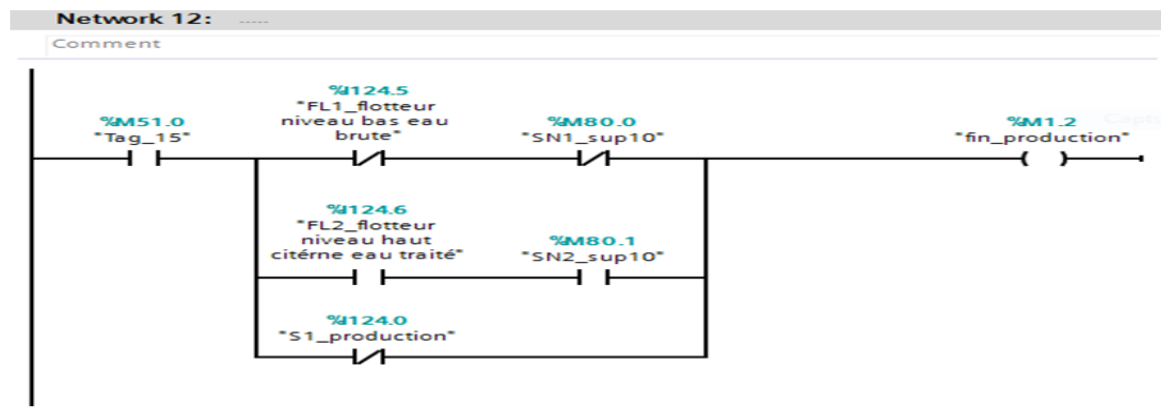 Network 12: .....
Comment
%I124.5
"FL1_flotteur
niveau bas eau
brute"
%M51.0
"Tag_15"
%M80.0
"SN1_sup10"
%M1.2
"fin_production"
%I124.6
"FL2_flotteur
niveau haut
citérne eau traité"
%M80.1
"SN2_sup10"
%I124.0
"S1_production"